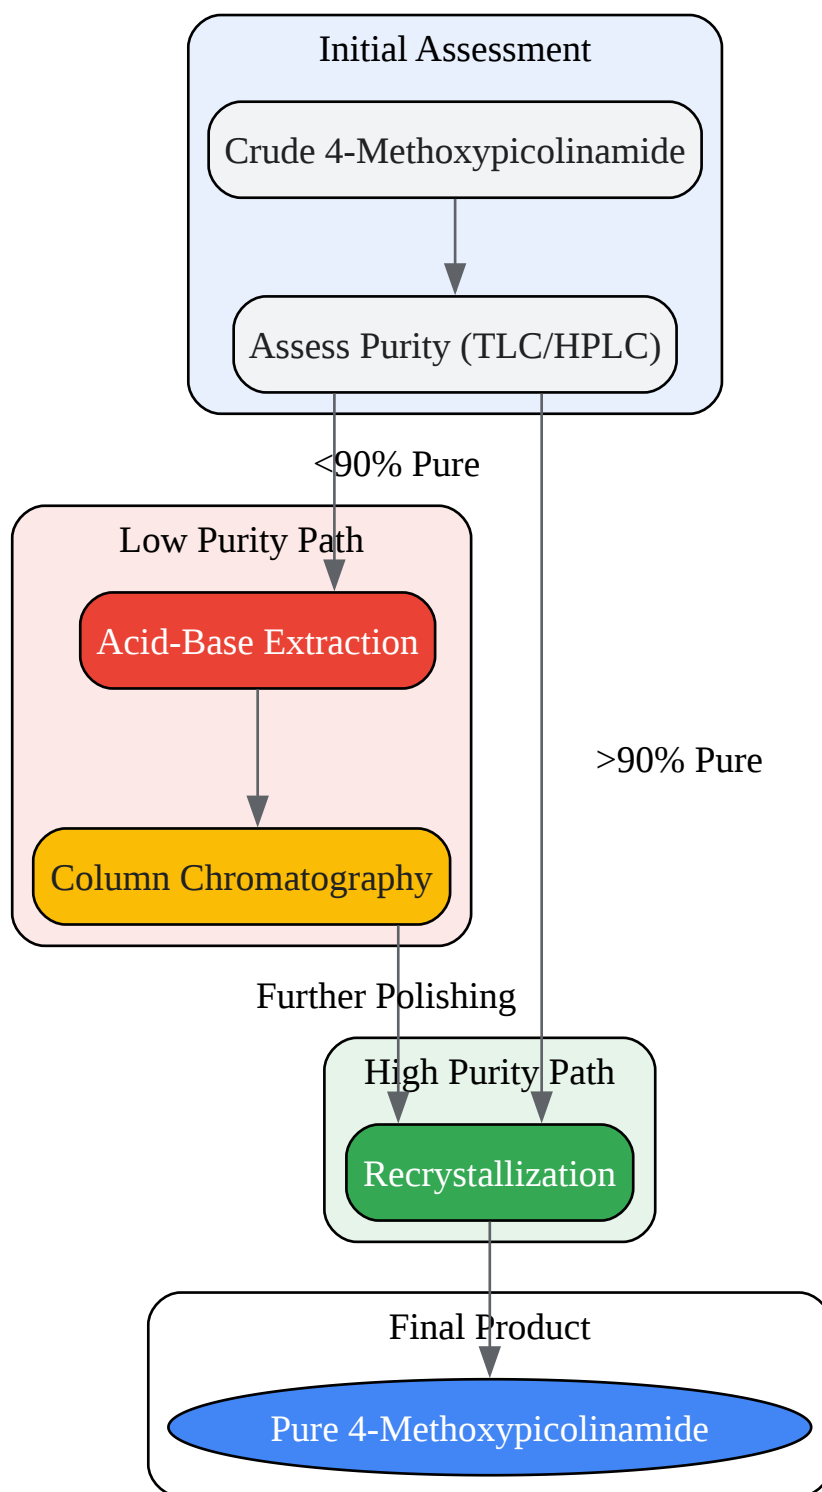 Initial Assessment
Crude 4-Methoxypicolinamide
Assess Purity (TLC/HPLC)
<90% Pure
Low Purity Path
Acid-Base Extraction
>90% Pure
Column Chromatography
Further Polishing
High Purity Path
Recrystallization
Final Product
Pure 4-Methoxypicolinamide